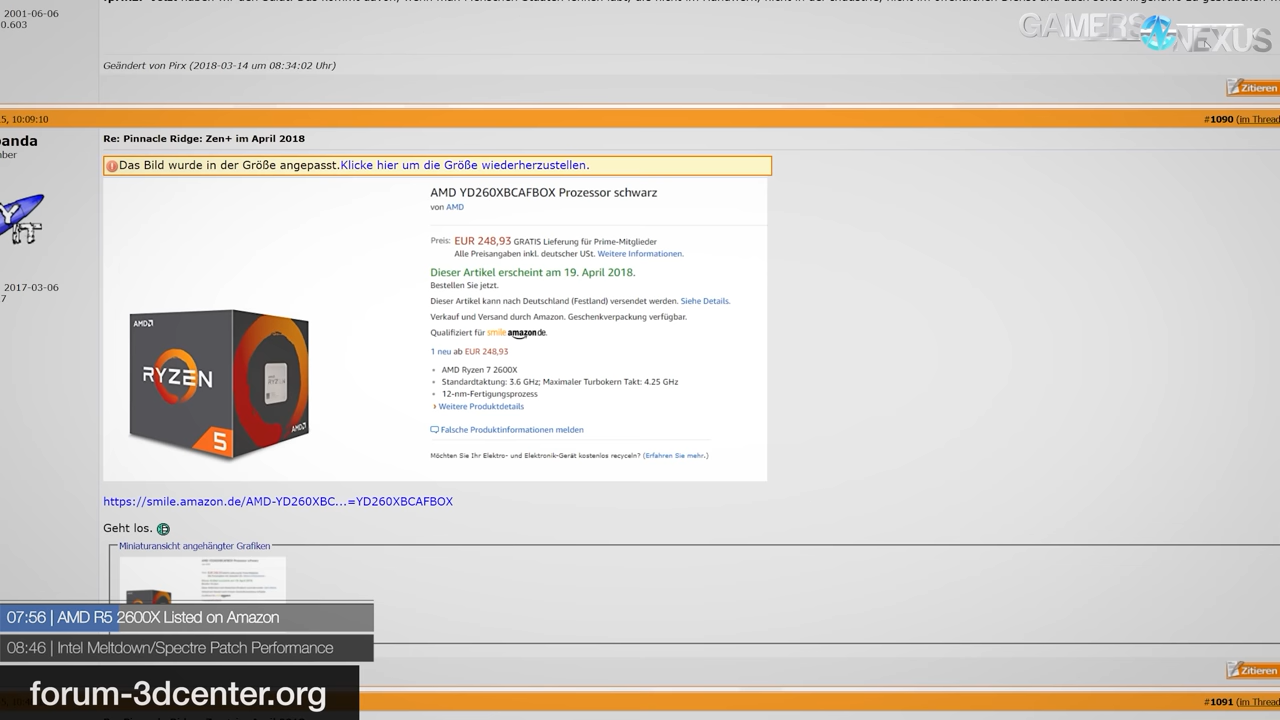 2001-06-06
0.603
GAMERS NEXUS
Geändert von Pirx (2018-03-14 um 08:34:02 Uhr)
Zitieren
5, 10:09:10
#1090 (im Thread
anda
Re: Pinnacle Ridge: Zen+ im April 2018
ber
Das Bild wurde in der Größe angepasst.Klicke hier um die Größe wiederherzustellen.
AMD YD260XBCAFBOX Prozessor schwarz
von AMD
Preis: EUR 248,93 GRATIS Lieferung für Prime-Mitglieder
Alle Preisangaben inkl. deutscher USt. Weitere Informationen.
Dieser Artikel erscheint am 19. April 2018.
Bestellen Sie jetzt.
2017-03-06
7
Dieser Artikel kann nach Deutschland (Festland) versendet werden. Siehe Details.
Verkauf und Versand durch Amazon. Geschenkverpackung verfügbar.
Qualifiziert für smile.amazon.de.
1 neu ab EUR 248,93
AMD
RYZEN
5
AMD
• AMD Ryzen 7 2600X
• Standardtaktung: 3.6 GHz; Maximaler Turbokern Takt: 4.25 GHz
• 12-nm-Fertigungsprozess
› Weitere Produktdetails
Falsche Produktinformationen melden
Möchten Sie Ihr Elektro- und Elektronik-Gerät kostenlos recyceln? (Erfahren Sie mehr.)
https://smile.amazon.de/AMD-YD260XBC...=YD260XBCAFBOX
Geht los.
Miniaturansicht angehängter Grafiken
07:56 | AMD R5 2600X Listed on Amazon
08:46 | Intel Meltdown/Spectre Patch Performance
Zitieren
forum-3dcenter.org
#1091 (im Thread